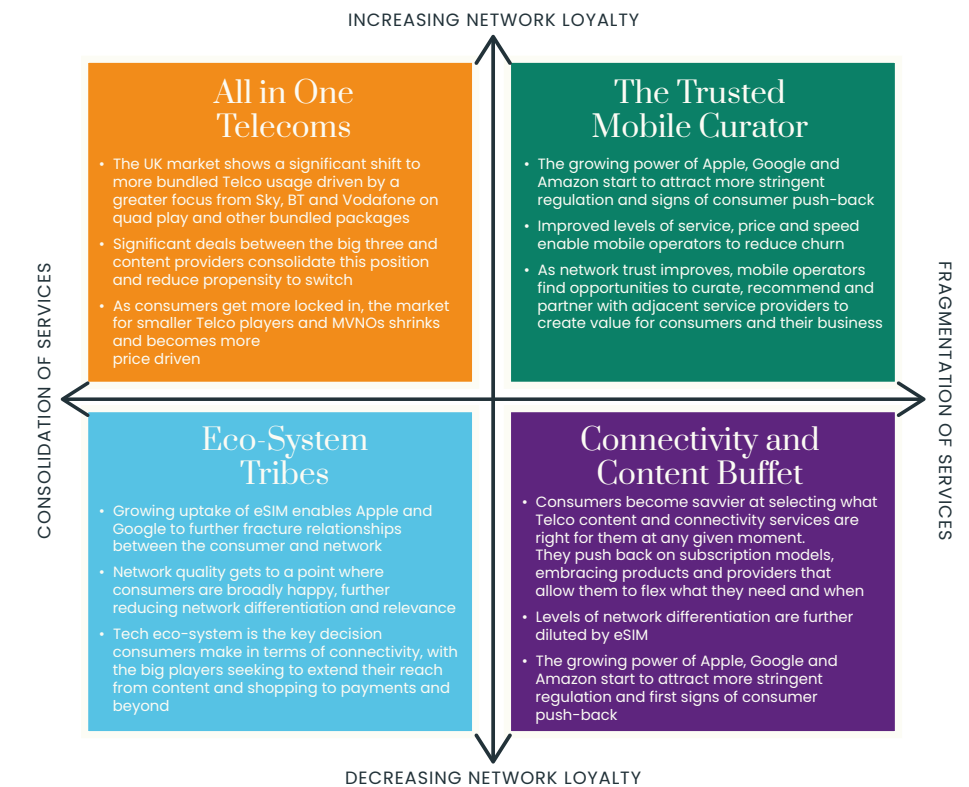 INCREASING NETWORK LOYALTY
All in One
Telecoms
• The UK market shows a significant shift to
more bundled Telco usage driven by a
greater focus from Sky, BT and Vodafone on
quad play and other bundled packages
• Significant deals between the big three and
content providers consolidate this position
and reduce propensity to switch
• As consumers get more locked in, the market
for smaller Telco players and MVNOs shrinks
and becomes more
price driven
The Trusted
Mobile Curator
• The growing power of Apple, Google and
Amazon start to attract more stringent
regulation and signs of consumer push-back
• Improved levels of service, price and speed
enable mobile operators to reduce churn
• As network trust improves, mobile operators
find opportunities to curate, recommend and
partner with adjacent service providers to
create value for consumers and their business
CONSOLIDATION OF SERVICES
FRAGMENTATION OF SERVICES
Eco-System
Tribes
• Growing uptake of eSIM enables Apple and
Google to further fracture relationships
between the consumer and network
• Network quality gets to a point where
consumers are broadly happy, further
reducing network differentiation and relevance
• Tech eco-system is the key decision
consumers make in terms of connectivity, with
the big players seeking to extend their reach
from content and shopping to payments and
beyond
Connectivity and
Content Buffet
• Consumers become savvier at selecting what
Telco content and connectivity services are
right for them at any given moment.
They push back on subscription models,
embracing products and providers that
allow them to flex what they need and when
• Levels of network differentiation are further
diluted by eSIM
• The growing power of Apple, Google and
Amazon start to attract more stringent
regulation and first signs of consumer
push-back
DECREASING NETWORK LOYALTY